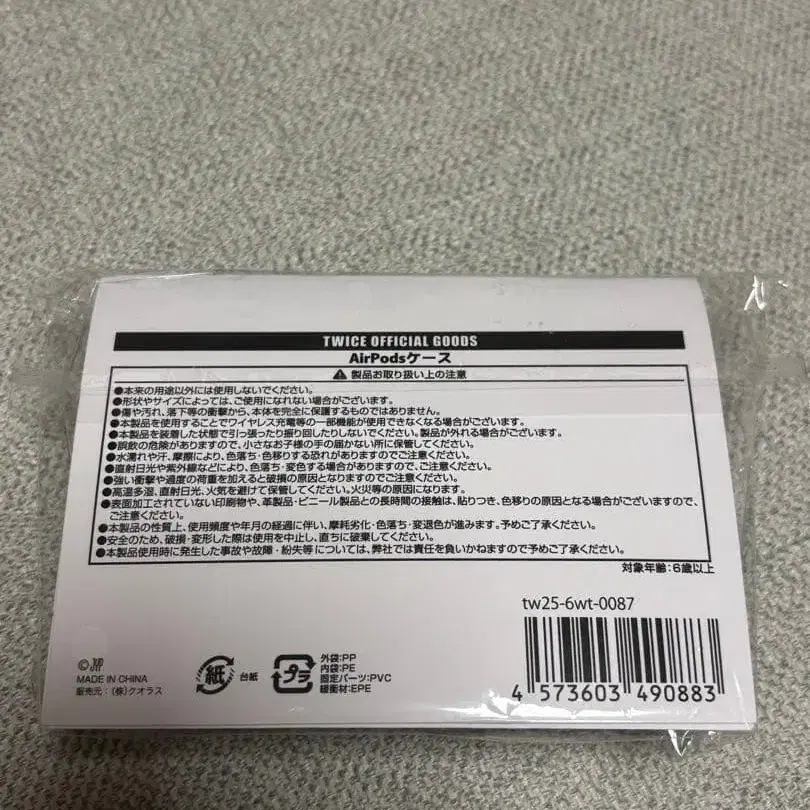 TWICE OFFICIAL GOODS
AirPodsケース
⚠ 製品お取り扱い上の注意
●本来の用途以外には使用しないでください。
●形状やサイズによっては、ご使用になれない場合がございます。
●傷や汚れ、落下等の衝撃から、本体を完全に保護するものではありません。
●本製品を使用することでワイヤレス充電等の一部機能が使用できなくなる場合がございます。
●本製品を装着した状態で引っ張ったり振り回したりしないでください。製品が外れる場合がございます。
●誤飲の危険がありますので、小さなお子様の手の届かない所に保管してください。
●水濡れや汗、摩擦により、色落ち・色移りする恐れがありますので、ご注意ください。
●直射日光や紫外線などにより、色落ち・変色する場合がありますので、ご注意ください。
●強い衝撃や過度の荷重を加えると破損の原因となりますのでご注意ください。
●高温多湿、直射日光、火気を避けて保管してください。火災等の原因になります。
●表面加工されていない印刷物や、革製品・ビニール製品との長時間の接触は、貼りつき、色移りの原因となる場合がございますので、
ご注意ください。
●本製品の性質上、使用頻度や年月の経過に伴い、摩耗劣化・色落ち・変退色が進みます。予めご了承ください。
●安全のため、破損・変形した際は使用を中止し、直ちに破棄してください。
●本製品使用時に発生した事故や故障・紛失等については、弊社では責任を負いかねますので予めご了承ください。
対象年齢:6歳以上
tw25-6wt-0087
4 573603 490883
©JYP
MADE IN CHINA
販売元:(株)クオラス
紙
台紙
プラ
外袋:PP
内袋:PE
固定パーツ:PVC
緩衝材:EPE